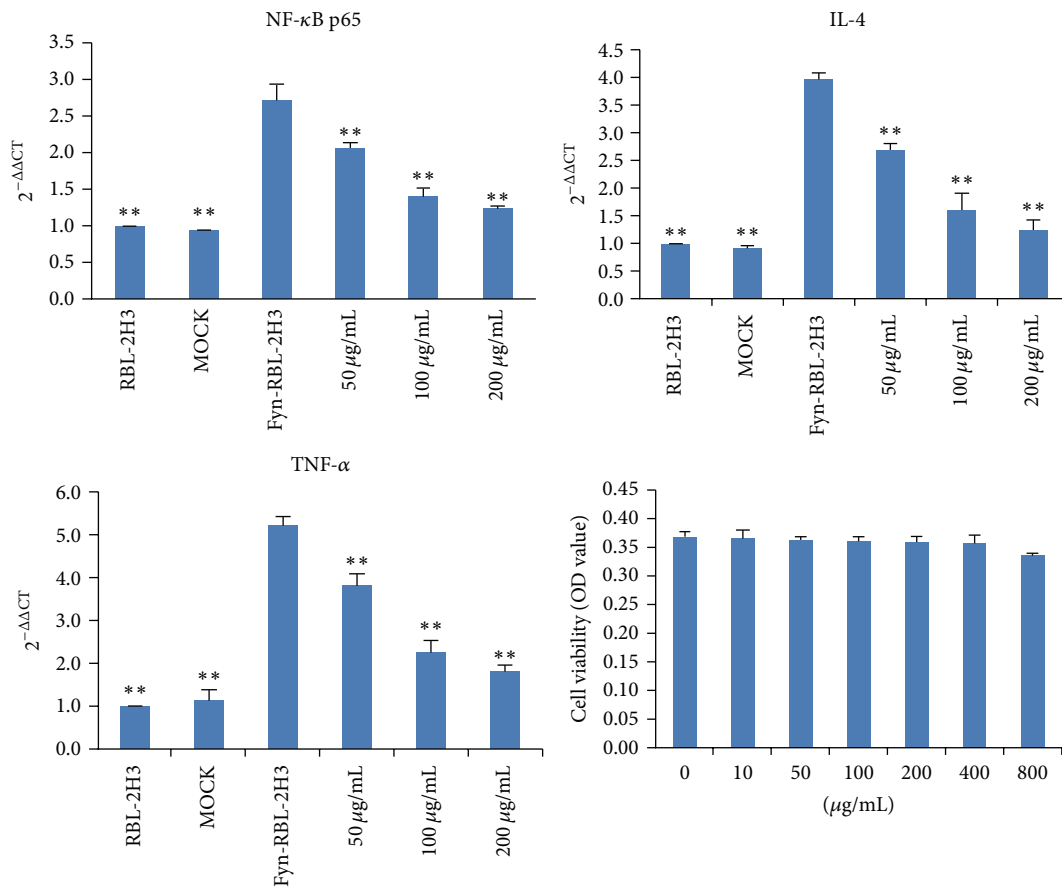 NF-κB p65
3.5
3.0
2.5
2.0
1.5
1.0
0.5
0.0
2^−ΔΔCT
**
**
**
**
**
RBL-2H3
MOCK
Fyn-RBL-2H3
50 μg/mL
100 μg/mL
200 μg/mL
IL-4
4.5
4.0
3.5
3.0
2.5
2.0
1.5
1.0
0.5
0.0
2^−ΔΔCT
**
**
**
**
**
RBL-2H3
MOCK
Fyn-RBL-2H3
50 μg/mL
100 μg/mL
200 μg/mL
TNF-α
6.0
5.0
4.0
3.0
2.0
1.0
0.0
2^−ΔΔCT
**
**
**
**
**
RBL-2H3
MOCK
Fyn-RBL-2H3
50 μg/mL
100 μg/mL
200 μg/mL
0.45
0.40
0.35
0.30
0.25
0.20
0.15
0.10
0.05
0.00
Cell viability (OD value)
0 10 50 100 200 400 800
(μg/mL)